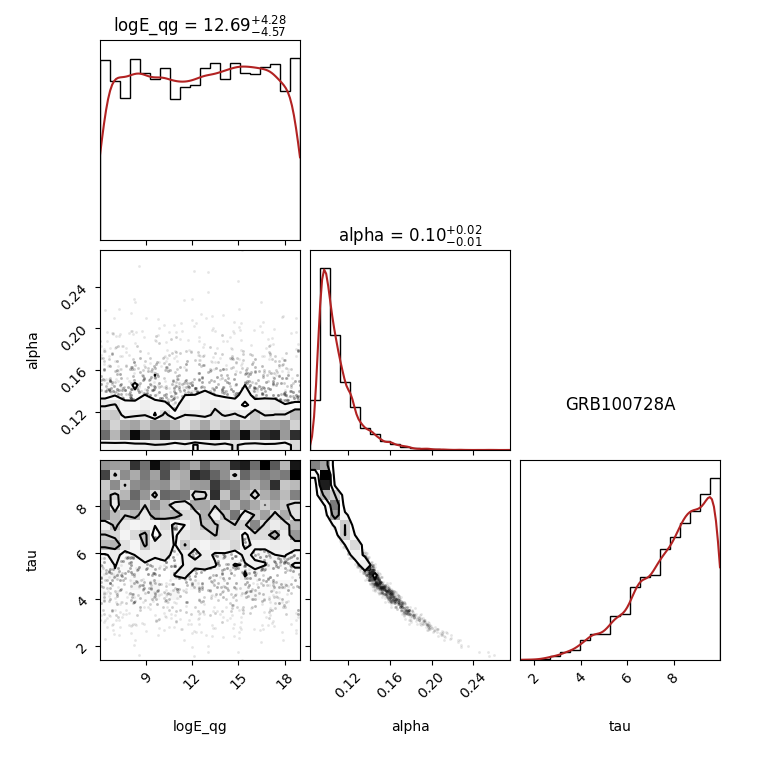 logE_qg = 12.69^{+4.28}_{-4.57}
alpha = 0.10^{+0.02}_{-0.01}
alpha
0.24
0.20
0.16
0.12
GRB100728A
tau
8
6
4
2
9 12 15 18
0.12 0.16 0.20 0.24
2 4 6 8
logE_qg alpha tau